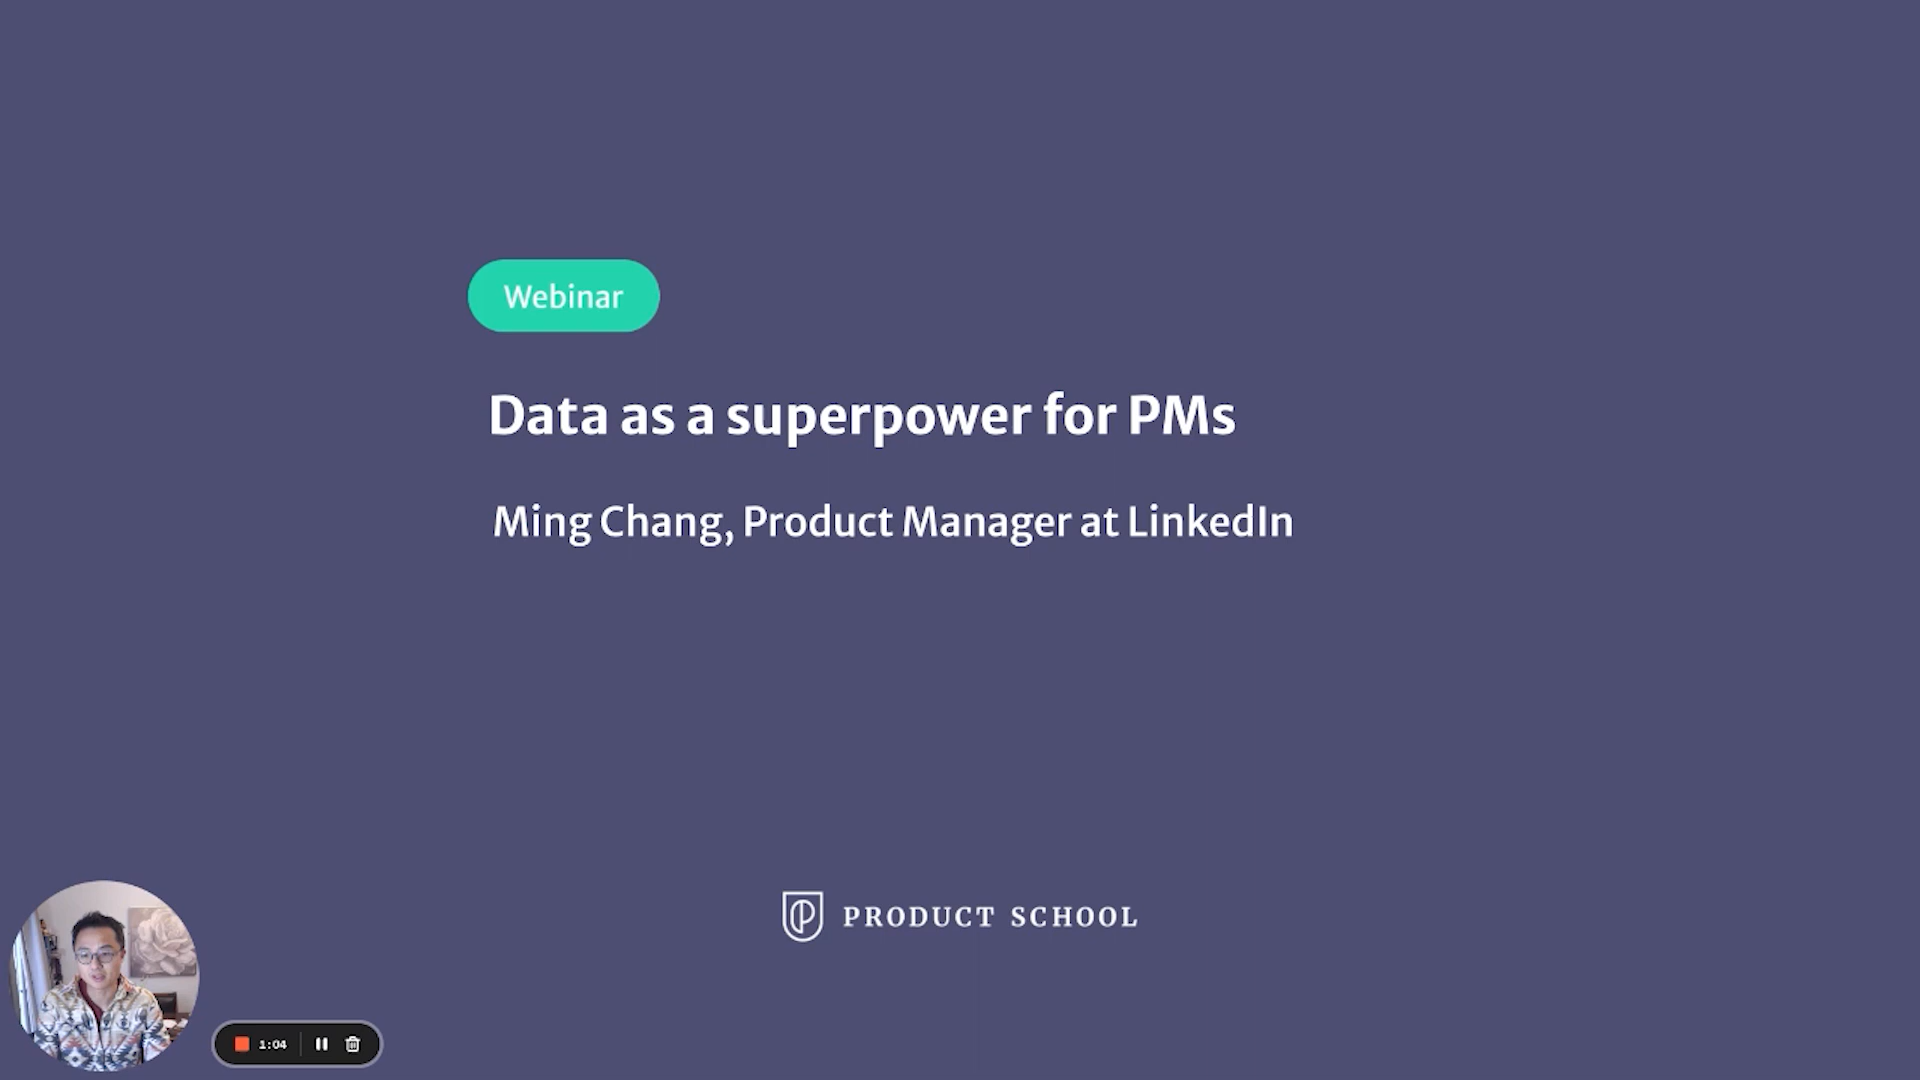 Webinar
Data as a superpower for PMs
Ming Chang, Product Manager at LinkedIn
PRODUCT SCHOOL
1:04